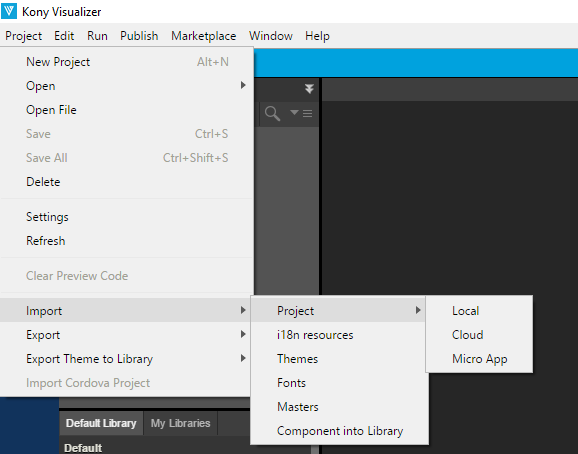 Kony Visualizer
Project Edit Run Publish Marketplace Window Help
New Project Alt+N
Open
Open File
Save Ctrl+S
Save All Ctrl+Shift+S
Delete
Settings
Refresh
Clear Preview Code
Import Project Local
Export i18n resources Cloud
Export Theme to Library Themes Micro App
Import Cordova Project Fonts
Masters
Default Library My Libraries Component into Library
Default